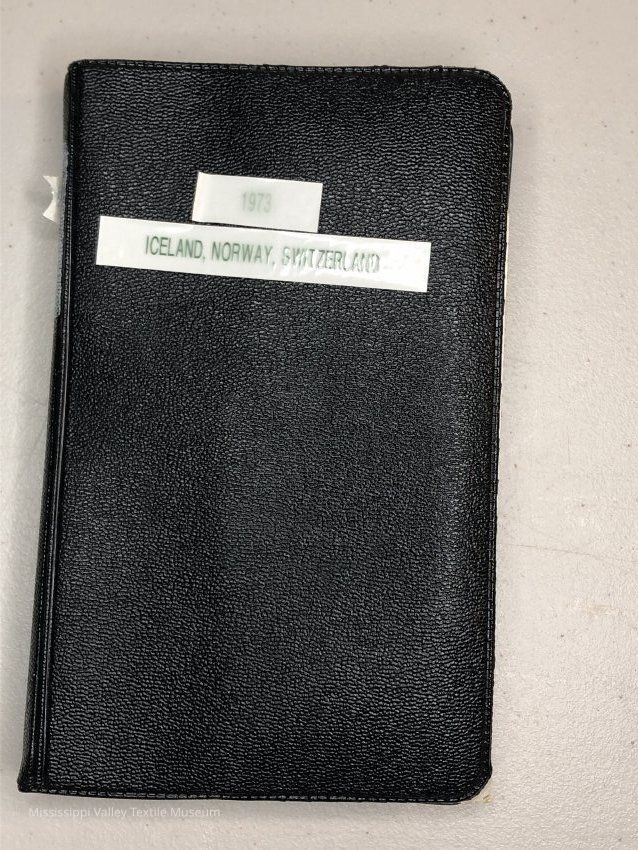 1973
ICELAND, NORWAY, SWITZERLAND
Mississippi Valley Textile Museum